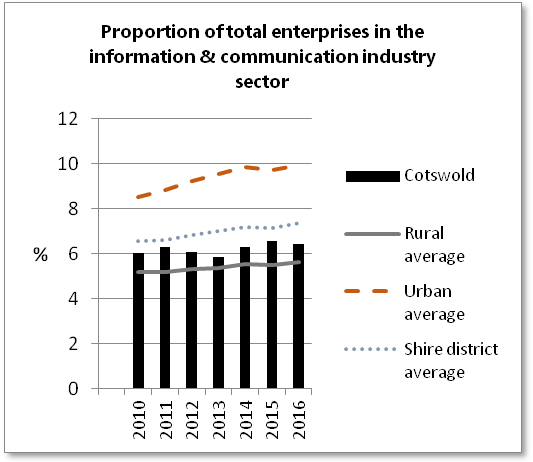 Proportion of total enterprises in the
information & communication industry
sector
12
10
8
6
4
2
0
%
2010
2011
2012
2013
2014
2015
2016
Cotswold
Rural
average
Urban
average
Shire district
average